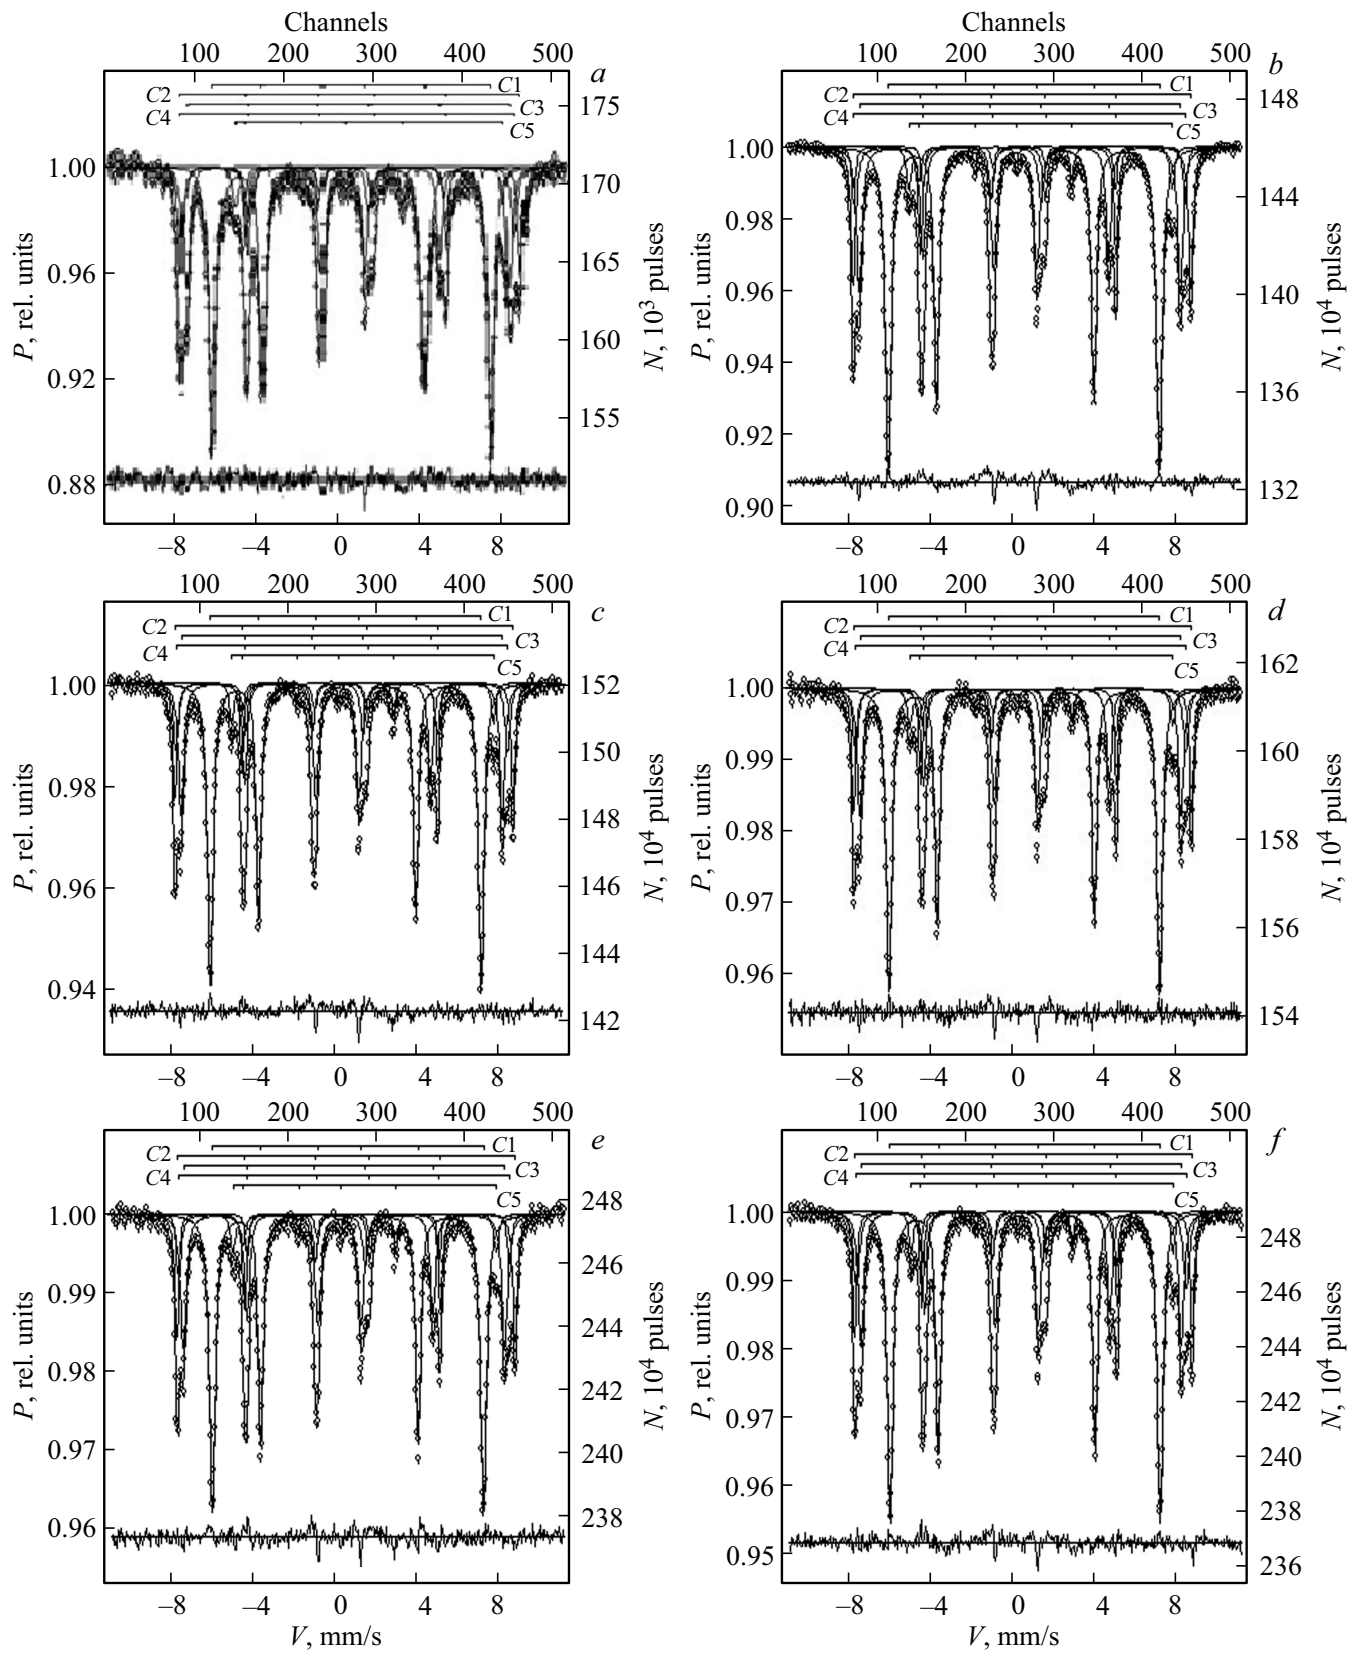 Channels Channels
100 200 300 400 500 100 200 300 400 500
a b
C1 C1
C2 C2
C3 C3
C4 C4
C5 C5
175 148
1.00 170 1.00 144
0.98
0.96 165 0.96 140
160 0.94
0.92 155 0.92 136
0.88 0.90 132
P, rel. units N, 10³ pulses P, rel. units N, 10⁴ pulses
–8 –4 0 4 8 –8 –4 0 4 8
100 200 300 400 500 100 200 300 400 500
c d
C1 C1
C2 C2
C3 C3
C4 C4
C5 C5
1.00 152 1.00 162
150 0.99 160
0.98 148 0.98 158
0.96 146 0.97 156
144
0.94 142 0.96 154
P, rel. units N, 10⁴ pulses P, rel. units N, 10⁴ pulses
–8 –4 0 4 8 –8 –4 0 4 8
100 200 300 400 500 100 200 300 400 500
e f
C1 C1
C2 C2
C3 C3
C4 C4
C5 C5
1.00 248 1.00 248
0.99 246 0.99 246
0.98 244 0.98 244
242 0.97 242
0.97 240 0.96 240
0.96 238 0.95 238
236
P, rel. units N, 10⁴ pulses P, rel. units N, 10⁴ pulses
–8 –4 0 4 8 –8 –4 0 4 8
V, mm/s V, mm/s